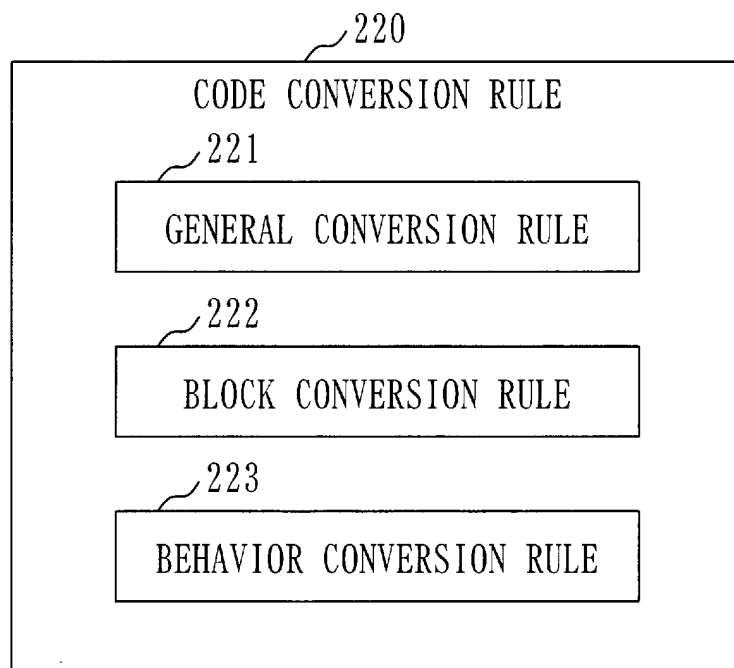 220
CODE CONVERSION RULE
221
GENERAL CONVERSION RULE
222
BLOCK CONVERSION RULE
223
BEHAVIOR CONVERSION RULE